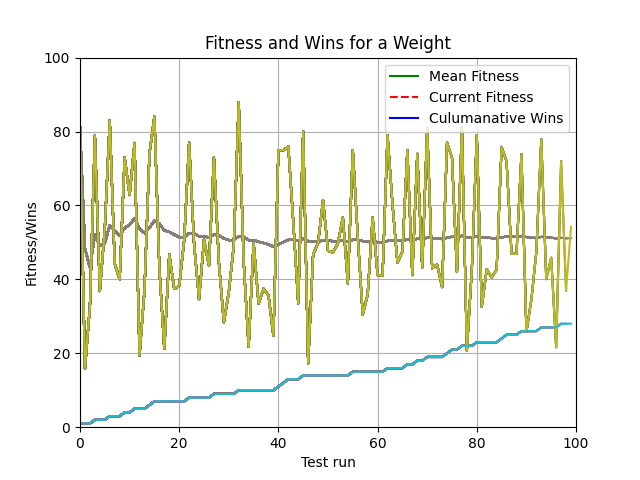 Fitness and Wins for a Weight
100
80
60
40
20
0
Fitness/Wins
Mean Fitness
Current Fitness
Culumanative Wins
0 20 40 60 80 100
Test run